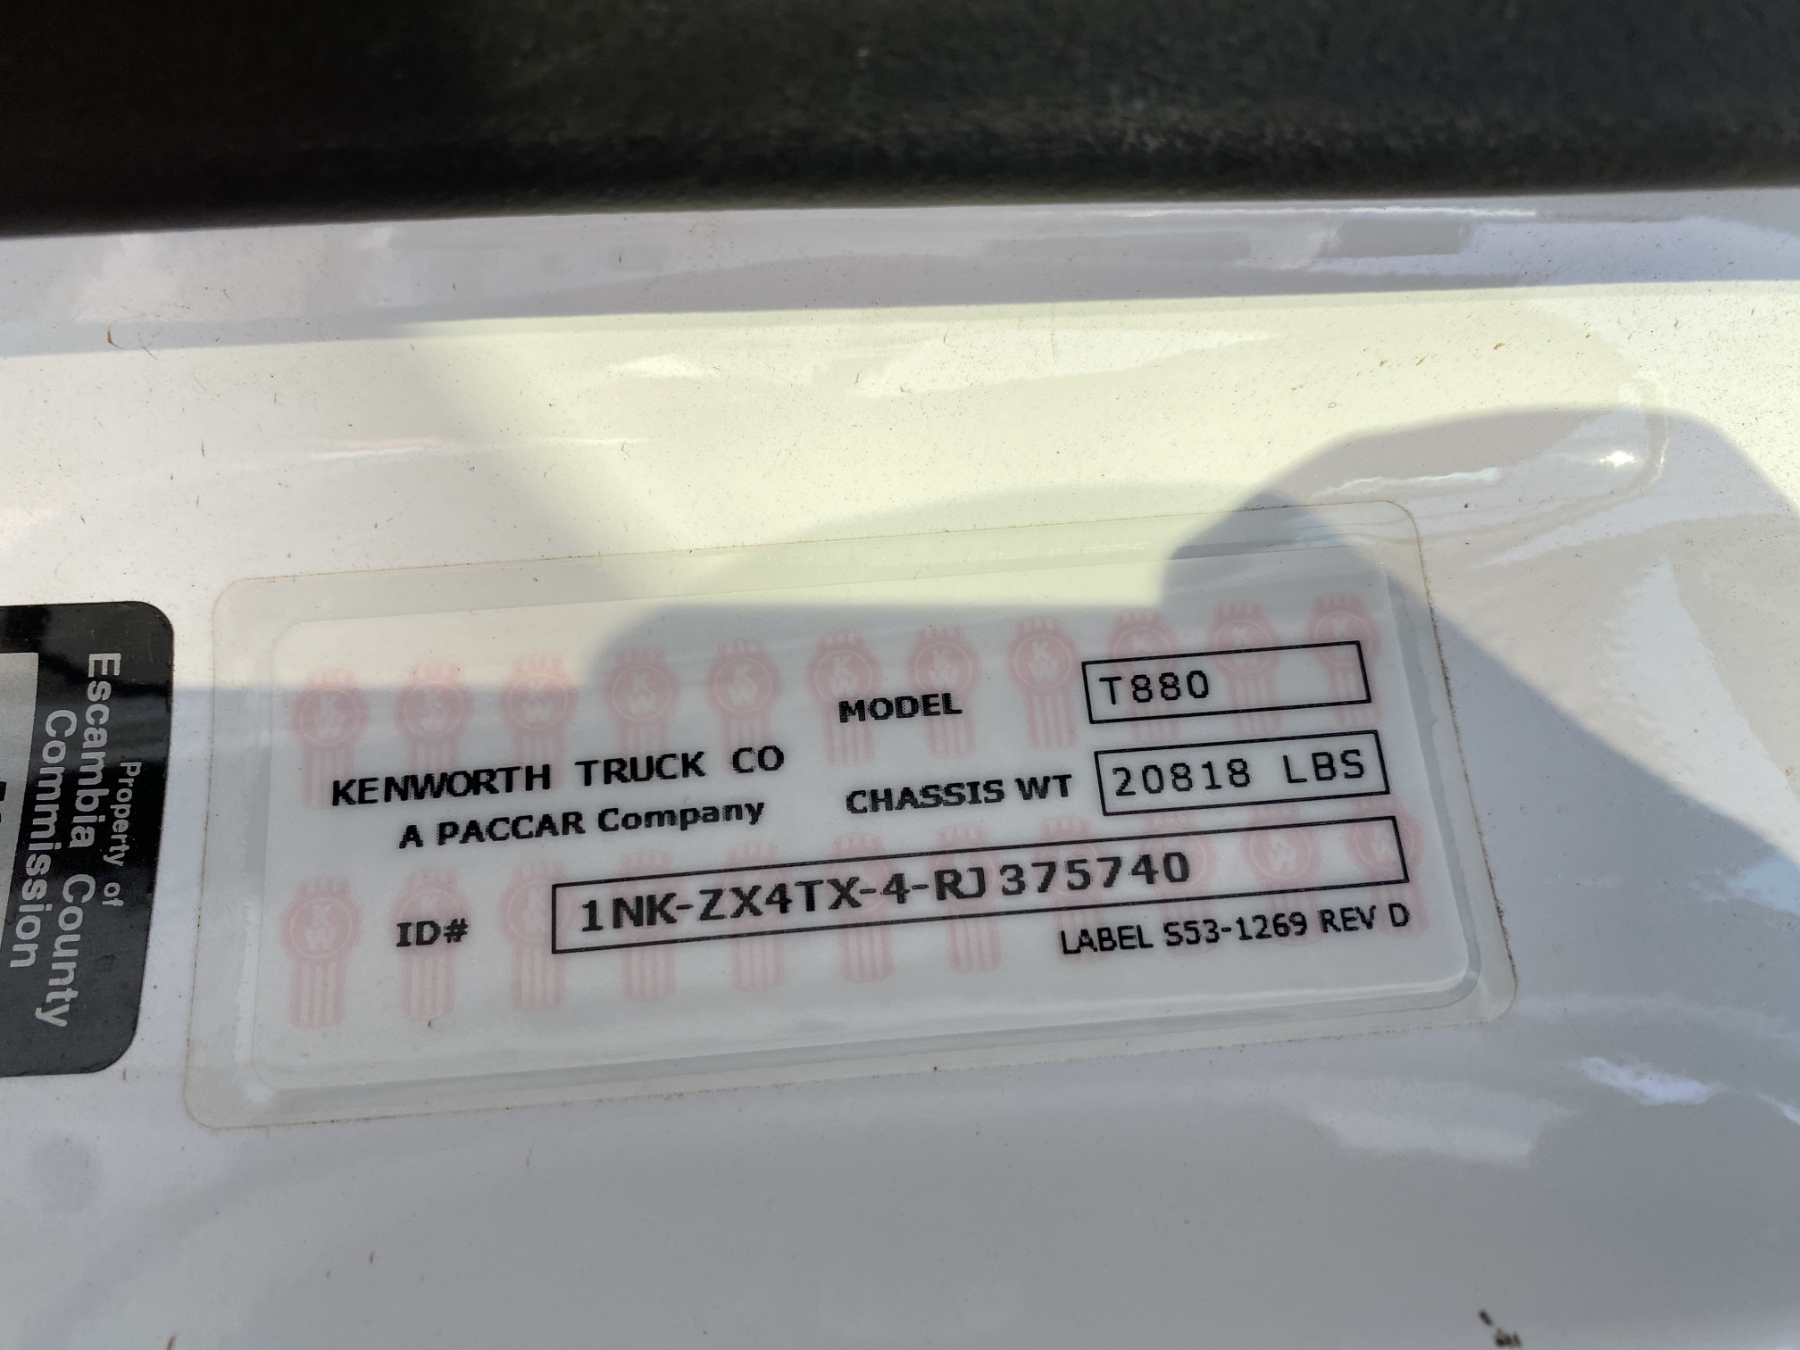 Property of
Escambia County
Commission
MODEL T880
KENWORTH TRUCK CO
A PACCAR Company
CHASSIS WT 20818 LBS
ID# 1NK-ZX4TX-4-RJ375740
LABEL S53-1269 REV D